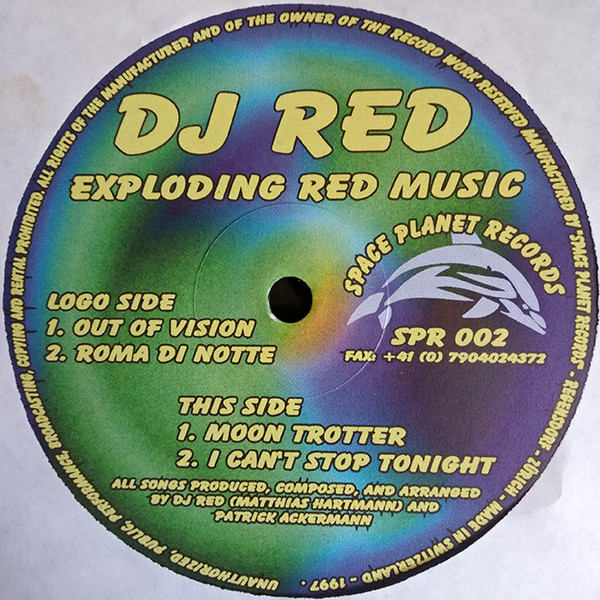 DJ RED
EXPLODING RED MUSIC
SPACE PLANET RECORDS
SPR 002
FAX: +41 (0) 7904024372
LOGO SIDE
1. OUT OF VISION
2. ROMA DI NOTTE
THIS SIDE
1. MOON TROTTER
2. I CAN'T STOP TONIGHT
ALL SONGS PRODUCED, COMPOSED, AND ARRANGED
BY DJ RED (MATTHIAS HARTMANN) AND
PATRICK ACKERMANN
UNAUTHORIZED, PUBLIC, PERFORMANCE, BROADCASTING, COPYING AND RENTAL PROHIBITED. ALL RIGHTS OF THE MANUFACTURER AND OF THE OWNER OF THE RECORD WORK RESERVED MANUFACTURED BY "SPACE PLANET RECORDS" - REGENSDORF - ZÜRICH - MADE IN SWITZERLAND - 1997 .